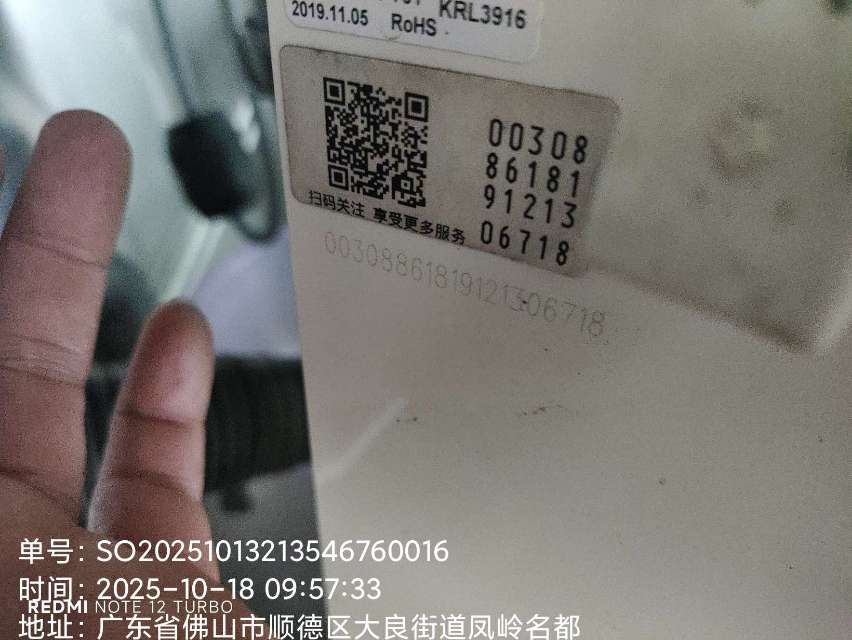 KRL3916
2019.11.05 RoHS
00308
86181
91213
06718
扫码关注 享受更多服务
00308861819121306718
单号: SO20251013213546760016
时间: 2025-10-18 09:57:33
REDMI NOTE 12 TURBO
地址: 广东省佛山市顺德区大良街道凤岭名都